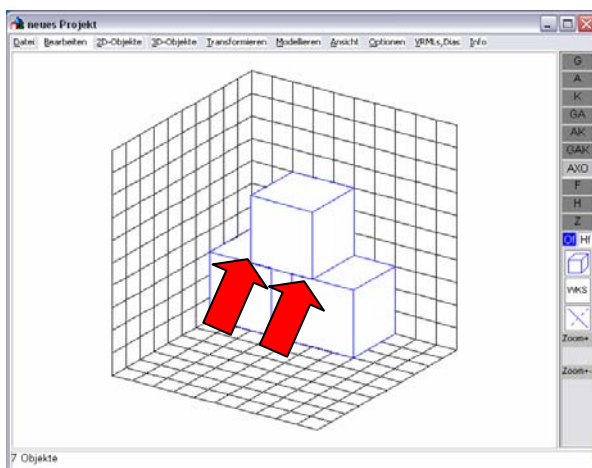 neues Projekt
Datei Bearbeiten 2D-Objekte 3D-Objekte Transformieren Modellieren Ansicht Optionen VRMLs,Dias Info
G
A
K
GA
AK
GAK
AXO
F
H
Z
Of Hf
WKS
Zoom+
Zoom+-
7 Objekte